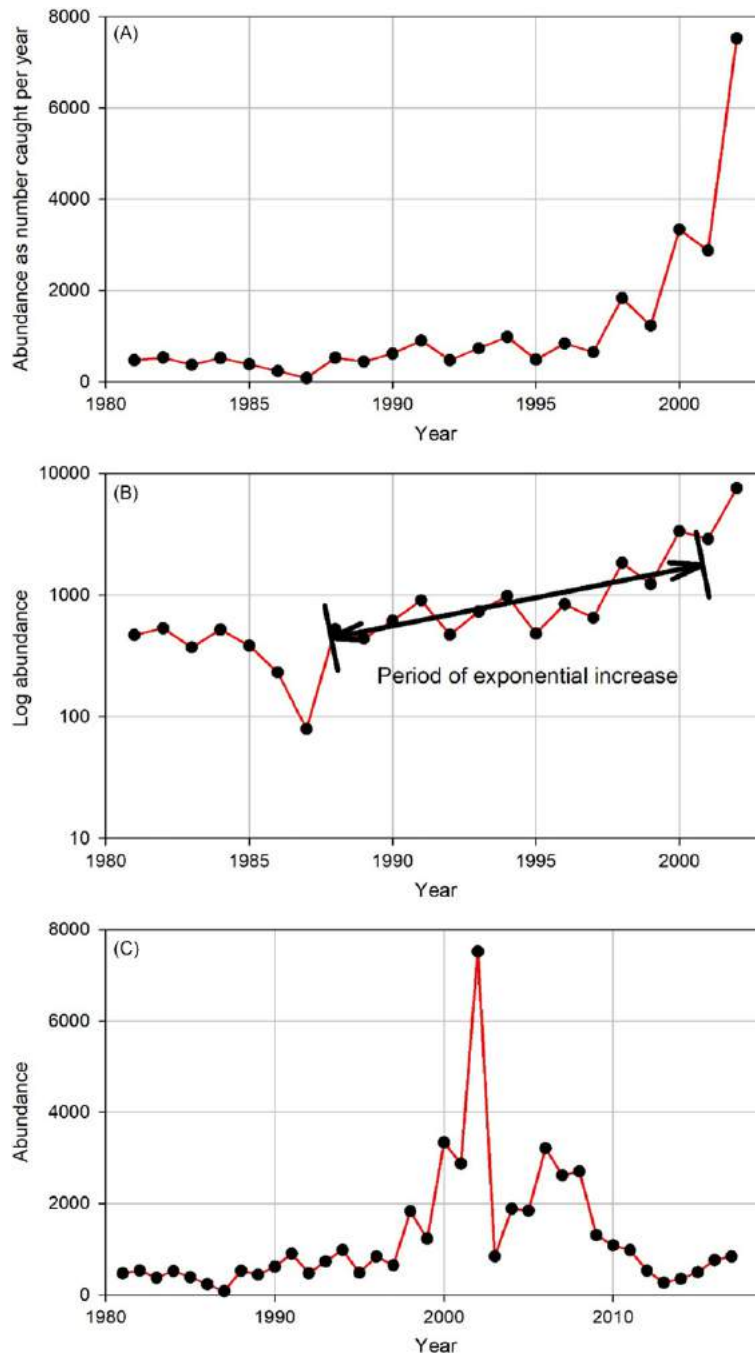 (A)
8000
6000
4000
2000
0
Abundance as number caught per year
1980 1985 1990 1995 2000
Year
(B)
10000
1000
100
10
Log abundance
Period of exponential increase
1980 1985 1990 1995 2000
Year
(C)
8000
6000
4000
2000
0
Abundance
1980 1990 2000 2010
Year